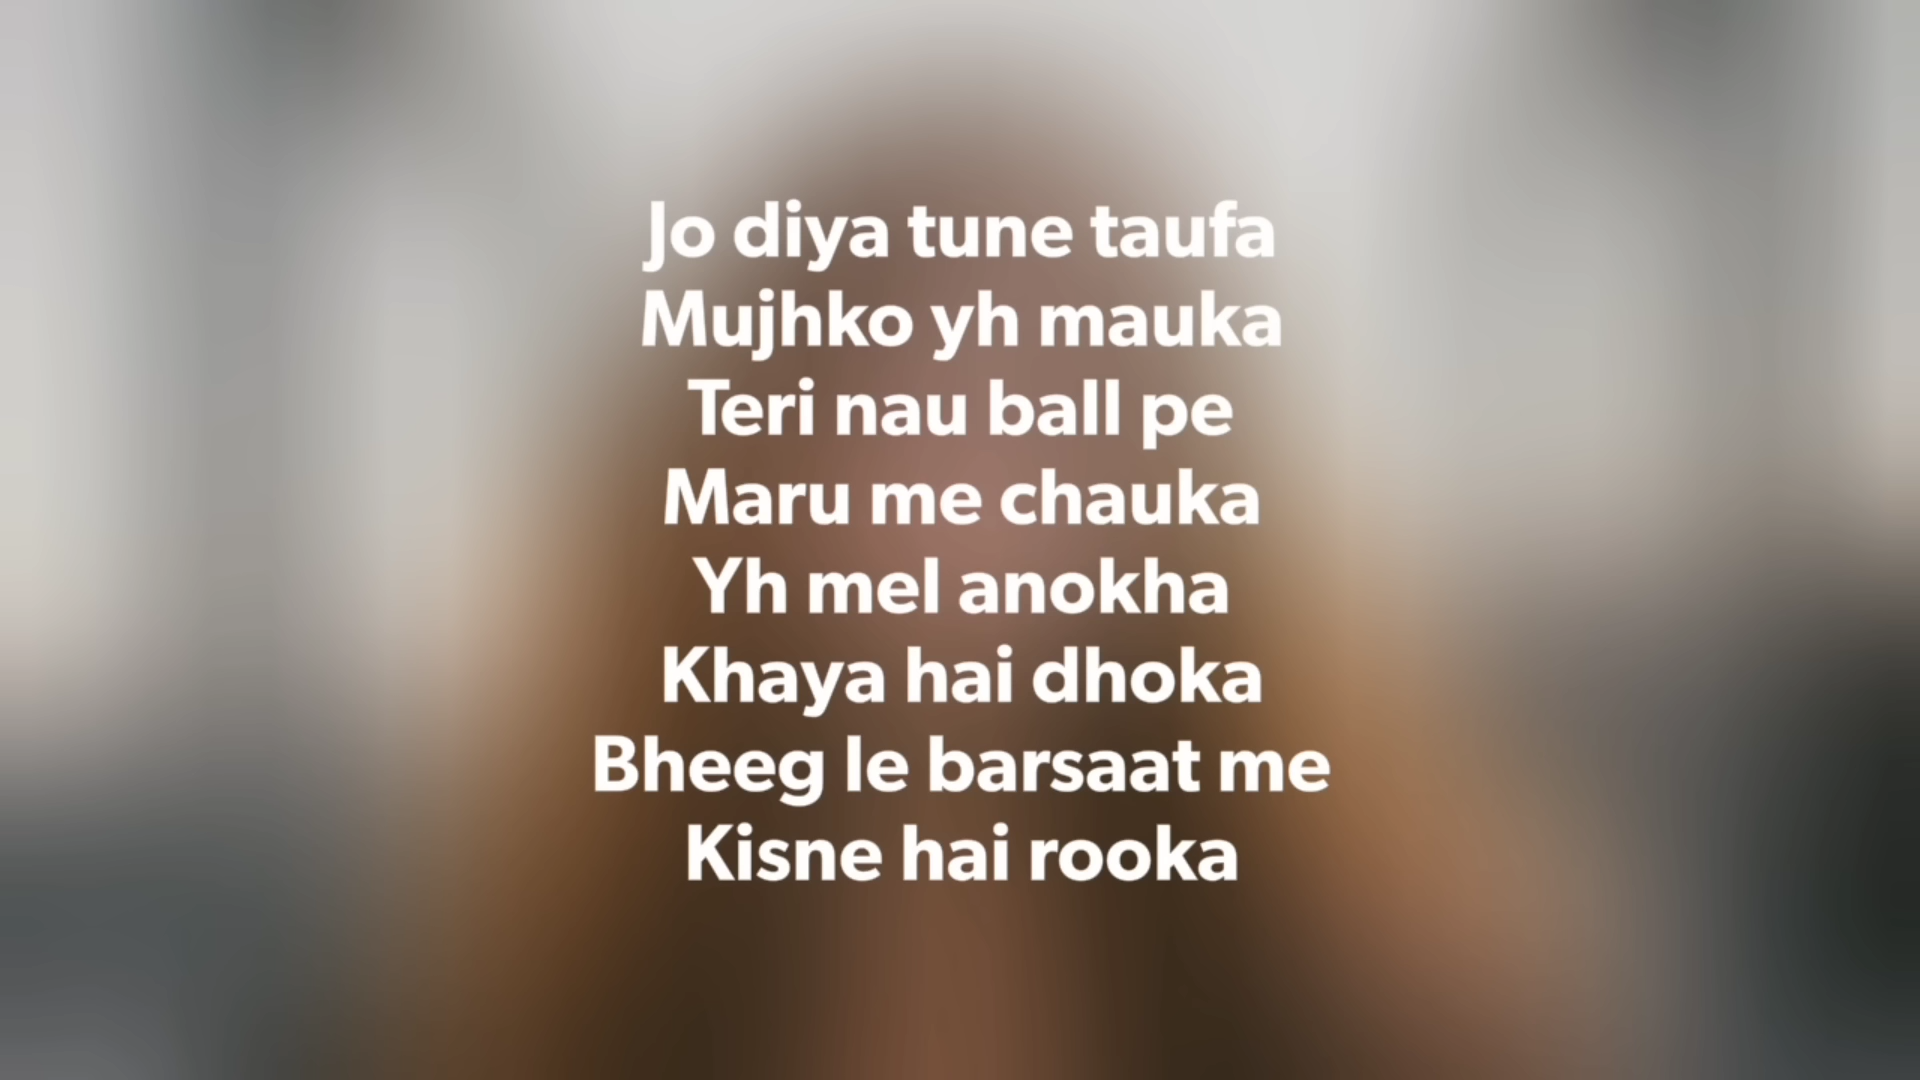 Jo diya tune taufa
Mujhko yh mauka
Teri nau ball pe
Maru me chauka
Yh mel anokha
Khaya hai dhoka
Bheeg le barsaat me
Kisne hai rooka